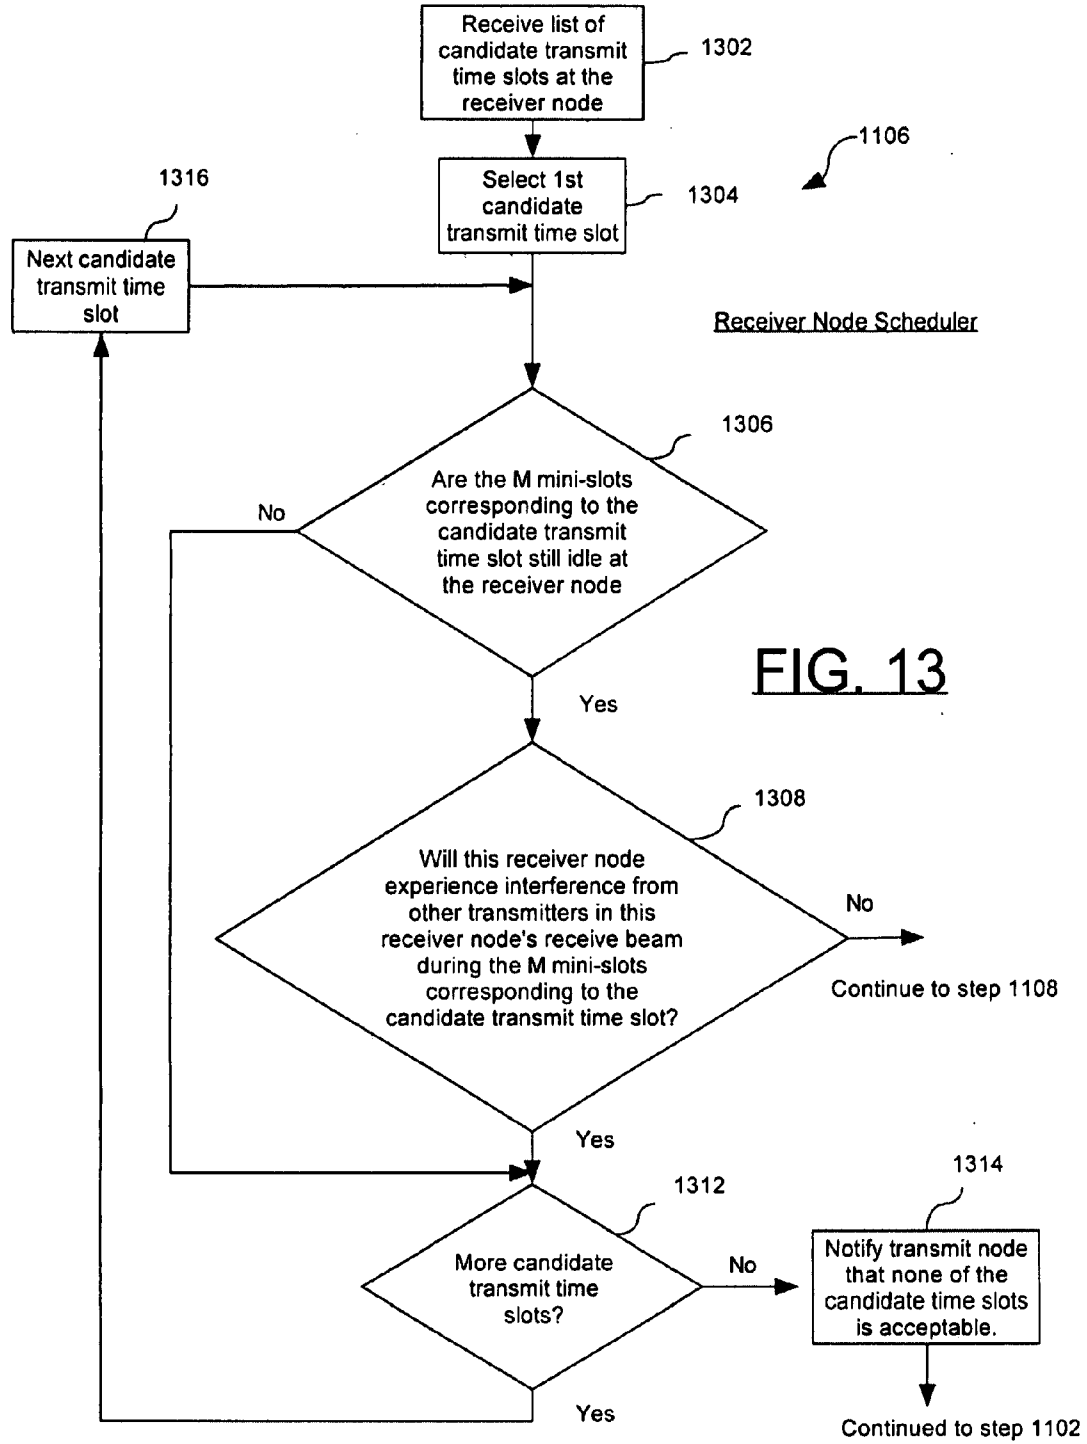 Receive list of
candidate transmit
time slots at the
receiver node
1302
1106
Select 1st
candidate
transmit time slot
1304
1316
Next candidate
transmit time
slot
Receiver Node Scheduler
1306
Are the M mini-slots
corresponding to the
candidate transmit
time slot still idle at
the receiver node
No
FIG. 13
Yes
1308
Will this receiver node
experience interference from
other transmitters in this
receiver node's receive beam
during the M mini-slots
corresponding to the
candidate transmit time slot?
No
Continue to step 1108
Yes
1312
More candidate
transmit time
slots?
No
1314
Notify transmit node
that none of the
candidate time slots
is acceptable.
Yes
Continued to step 1102